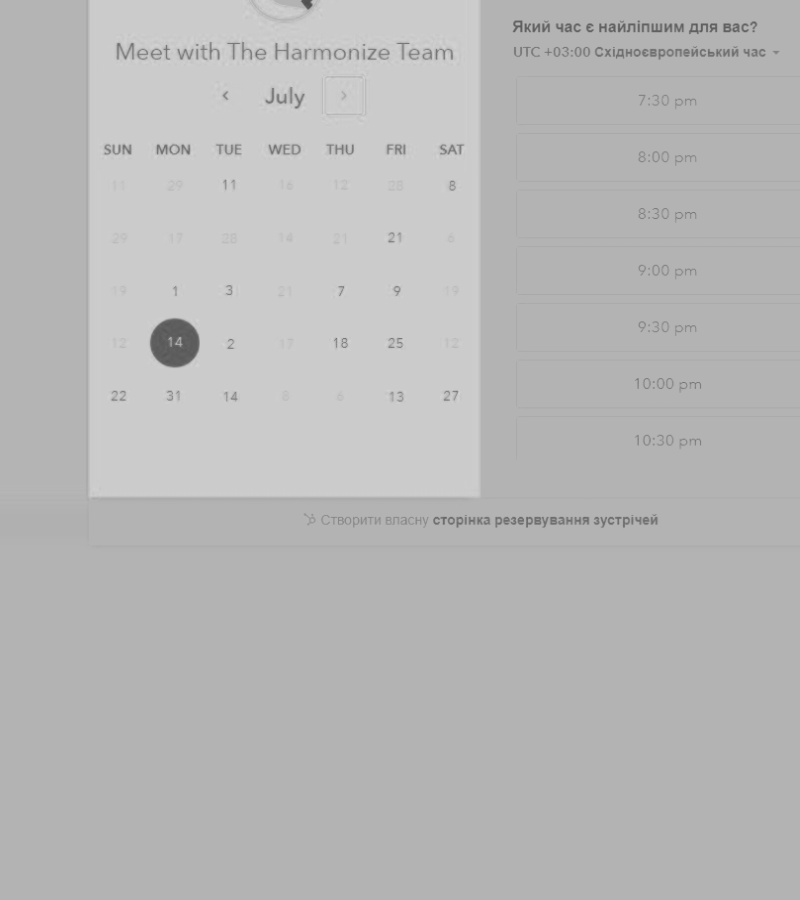 Meet with The Harmonize Team
July
SUN MON TUE WED THU FRI SAT
11 29 11 16 12 28 8
29 17 28 14 21 21 6
19 1 3 21 7 9 19
12 14 2 17 18 25 12
22 31 14 8 6 13 27
Який час є найліпшим для вас?
UTC +03:00 Східноєвропейський час
7:30 pm
8:00 pm
8:30 pm
9:00 pm
9:30 pm
10:00 pm
10:30 pm
Створити власну сторінка резервування зустрічей